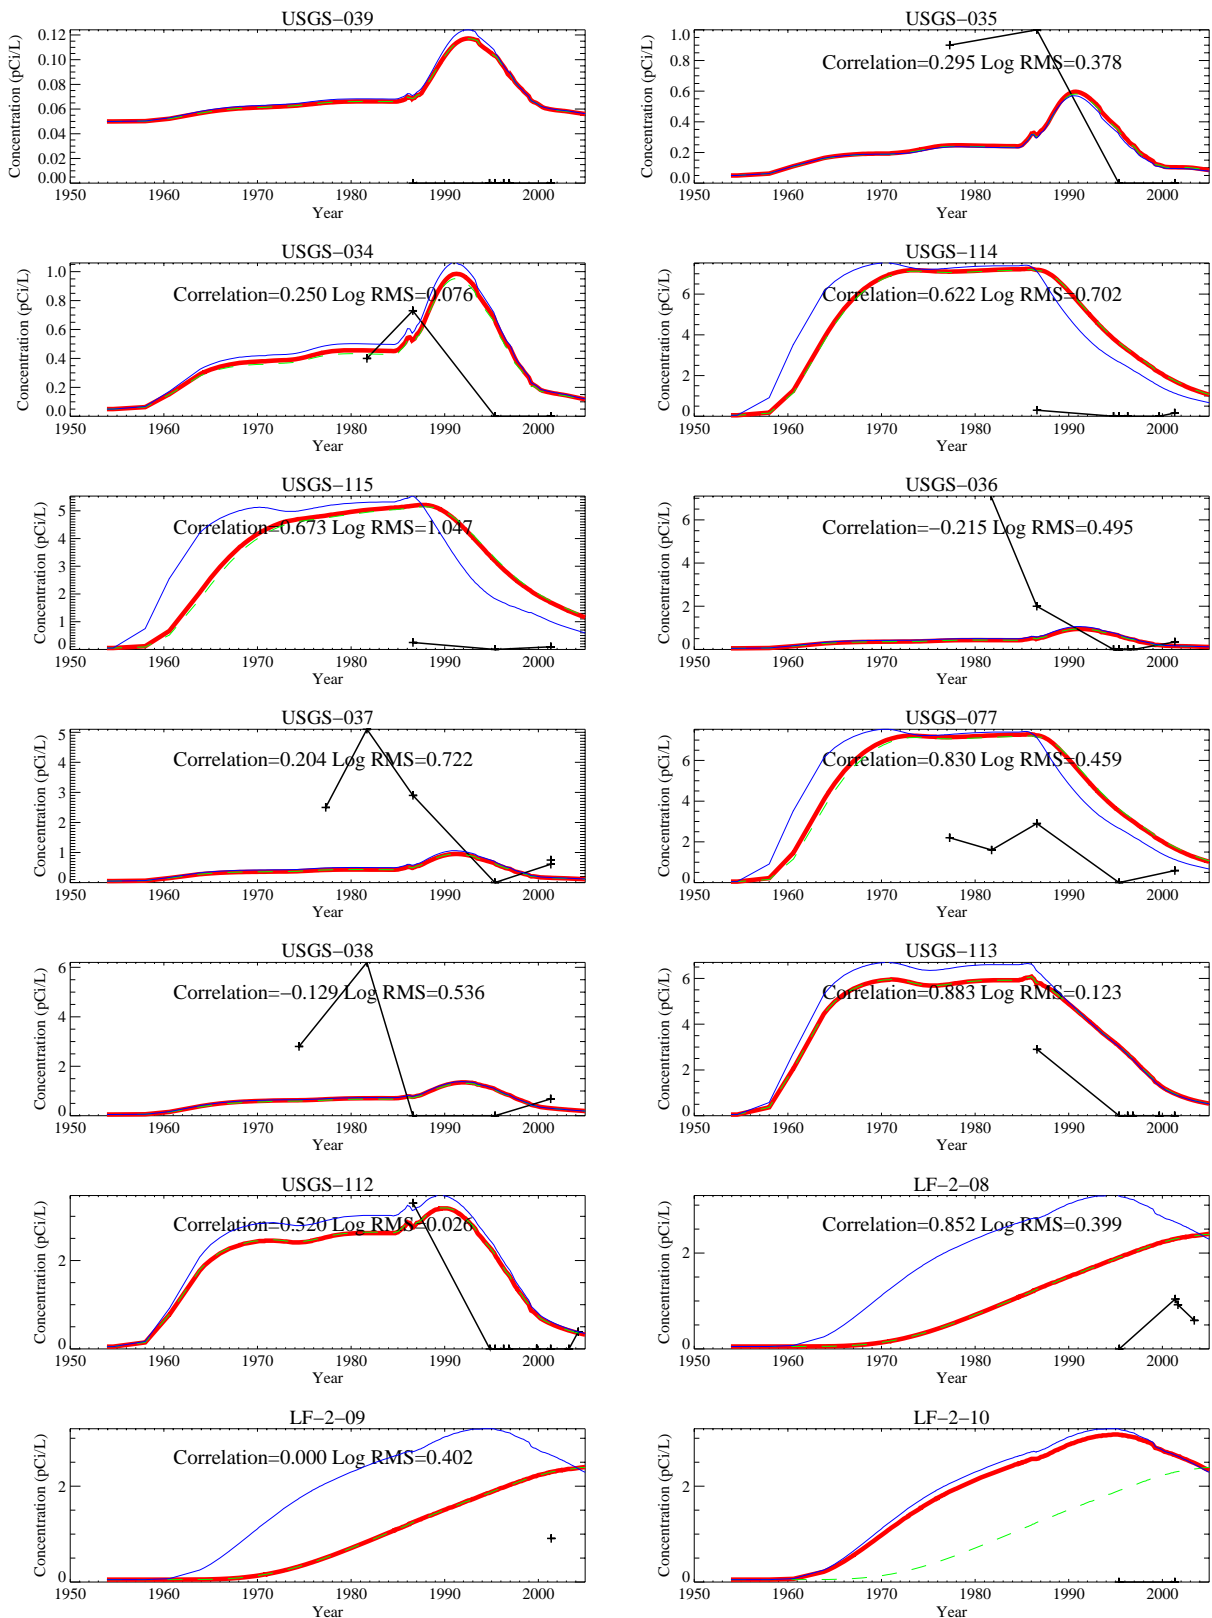 USGS−039
Concentration (pCi/L)
0.12
0.10
0.08
0.06
0.04
0.02
0.00
1950 1960 1970 1980 1990 2000
Year
USGS−035
Correlation=0.295 Log RMS=0.378
Concentration (pCi/L)
1.0
0.8
0.6
0.4
0.2
0.0
1950 1960 1970 1980 1990 2000
Year
USGS−034
Correlation=0.250 Log RMS=0.076
Concentration (pCi/L)
1.0
0.8
0.6
0.4
0.2
0.0
1950 1960 1970 1980 1990 2000
Year
USGS−114
Correlation=0.622 Log RMS=0.702
Concentration (pCi/L)
6
4
2
0
1950 1960 1970 1980 1990 2000
Year
USGS−115
Correlation=0.673 Log RMS=1.047
Concentration (pCi/L)
5
4
3
2
1
0
1950 1960 1970 1980 1990 2000
Year
USGS−036
Correlation=−0.215 Log RMS=0.495
Concentration (pCi/L)
6
4
2
0
1950 1960 1970 1980 1990 2000
Year
USGS−037
Correlation=0.204 Log RMS=0.722
Concentration (pCi/L)
5
4
3
2
1
0
1950 1960 1970 1980 1990 2000
Year
USGS−077
Correlation=0.830 Log RMS=0.459
Concentration (pCi/L)
6
4
2
0
1950 1960 1970 1980 1990 2000
Year
USGS−038
Correlation=−0.129 Log RMS=0.536
Concentration (pCi/L)
6
4
2
0
1950 1960 1970 1980 1990 2000
Year
USGS−113
Correlation=0.883 Log RMS=0.123
Concentration (pCi/L)
6
4
2
0
1950 1960 1970 1980 1990 2000
Year
USGS−112
Correlation=0.520 Log RMS=0.026
Concentration (pCi/L)
2
0
1950 1960 1970 1980 1990 2000
Year
LF−2−08
Correlation=0.852 Log RMS=0.399
Concentration (pCi/L)
2
0
1950 1960 1970 1980 1990 2000
Year
LF−2−09
Correlation=0.000 Log RMS=0.402
Concentration (pCi/L)
2
0
1950 1960 1970 1980 1990 2000
Year
LF−2−10
Concentration (pCi/L)
2
0
1950 1960 1970 1980 1990 2000
Year